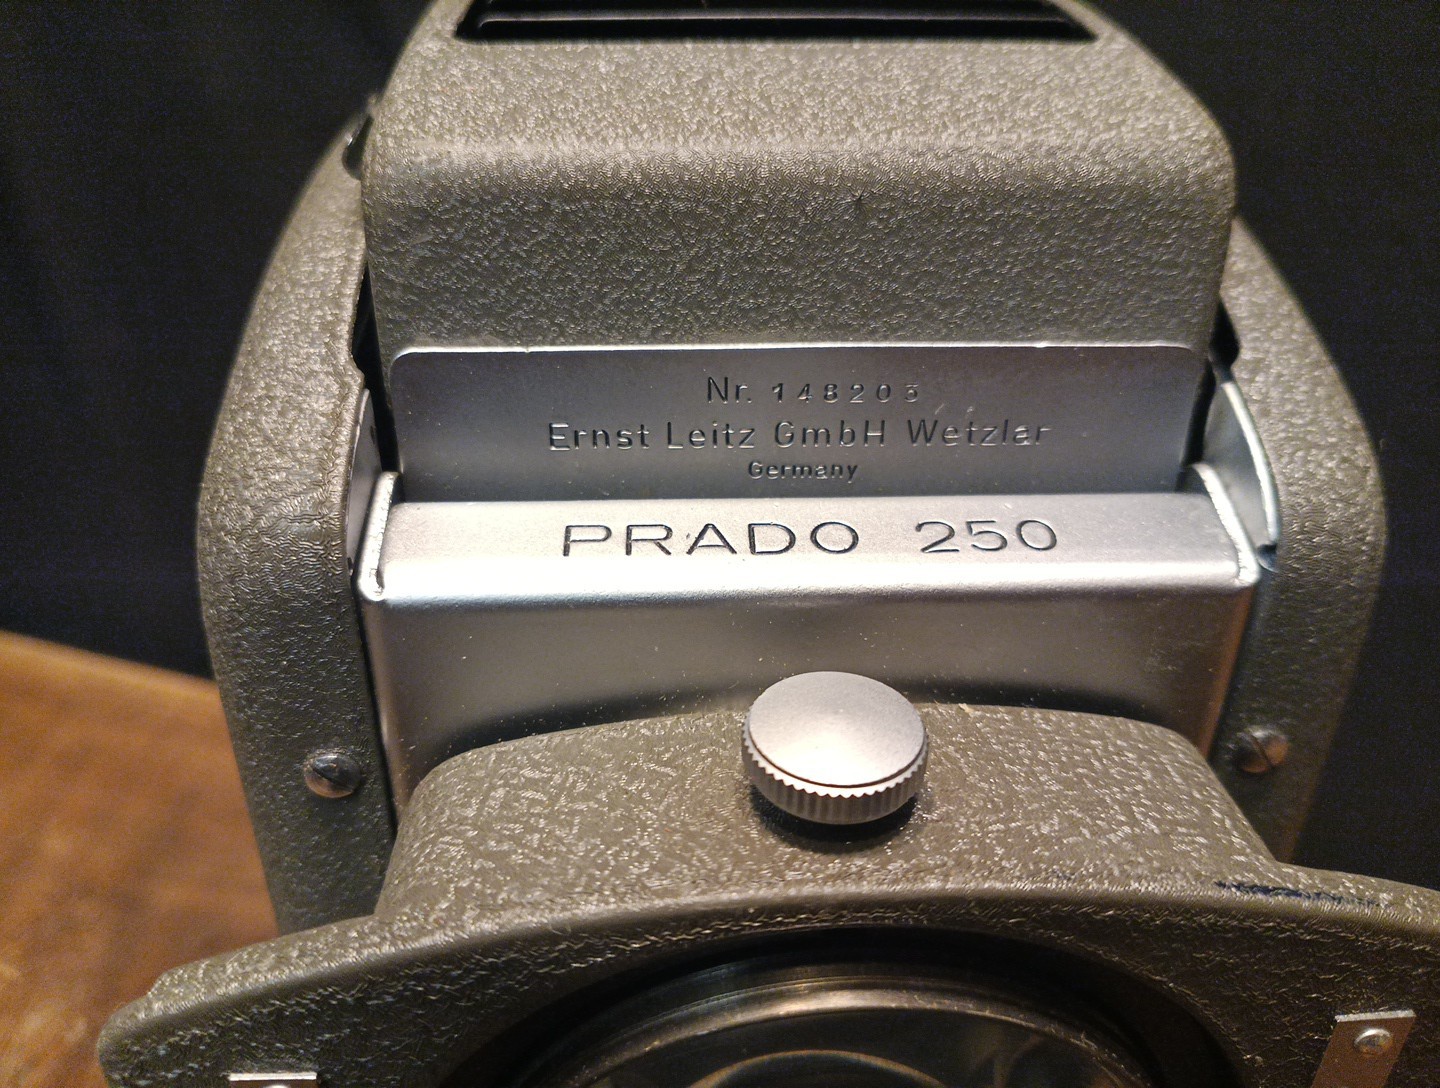 Nr. 148203
Ernst Leitz GmbH Wetzlar
Germany
PRADO 250